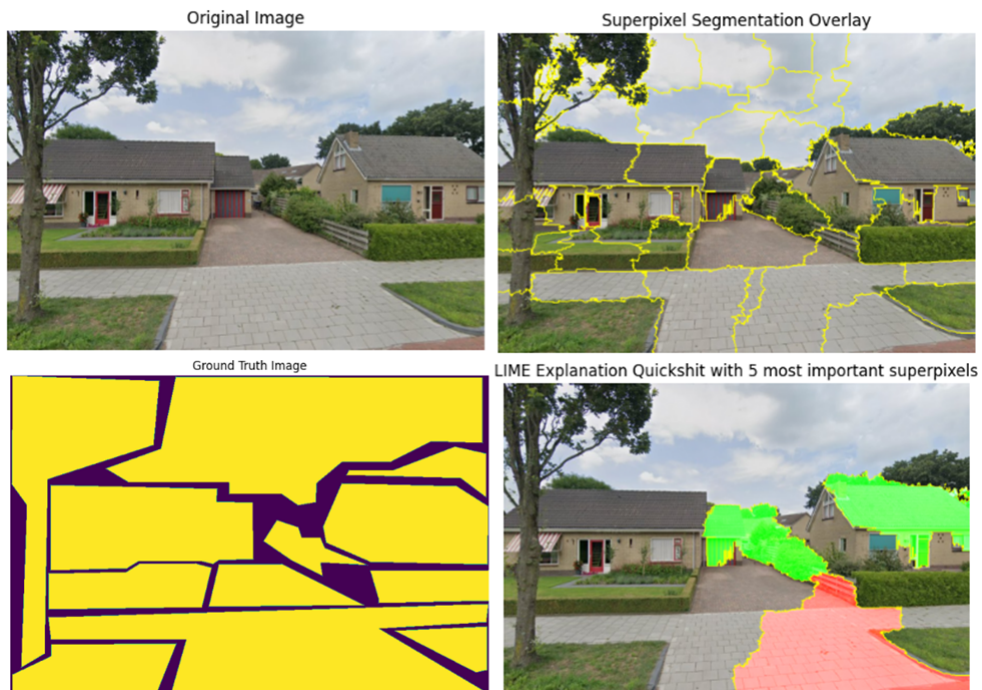 Original Image
Superpixel Segmentation Overlay
Ground Truth Image
LIME Explanation Quickshit with 5 most important superpixels